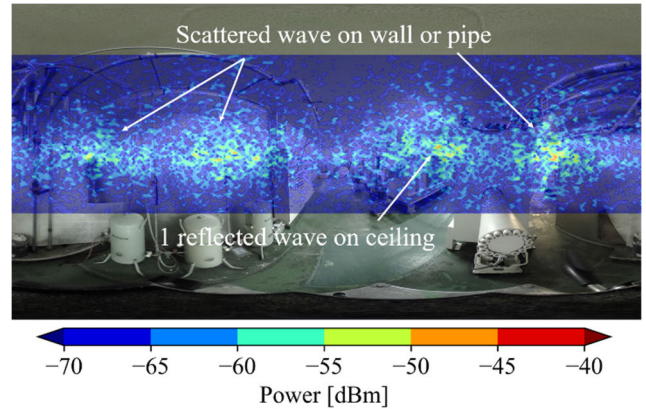 Scattered wave on wall or pipe
1 reflected wave on ceiling
−70 −65 −60 −55 −50 −45 −40
Power [dBm]